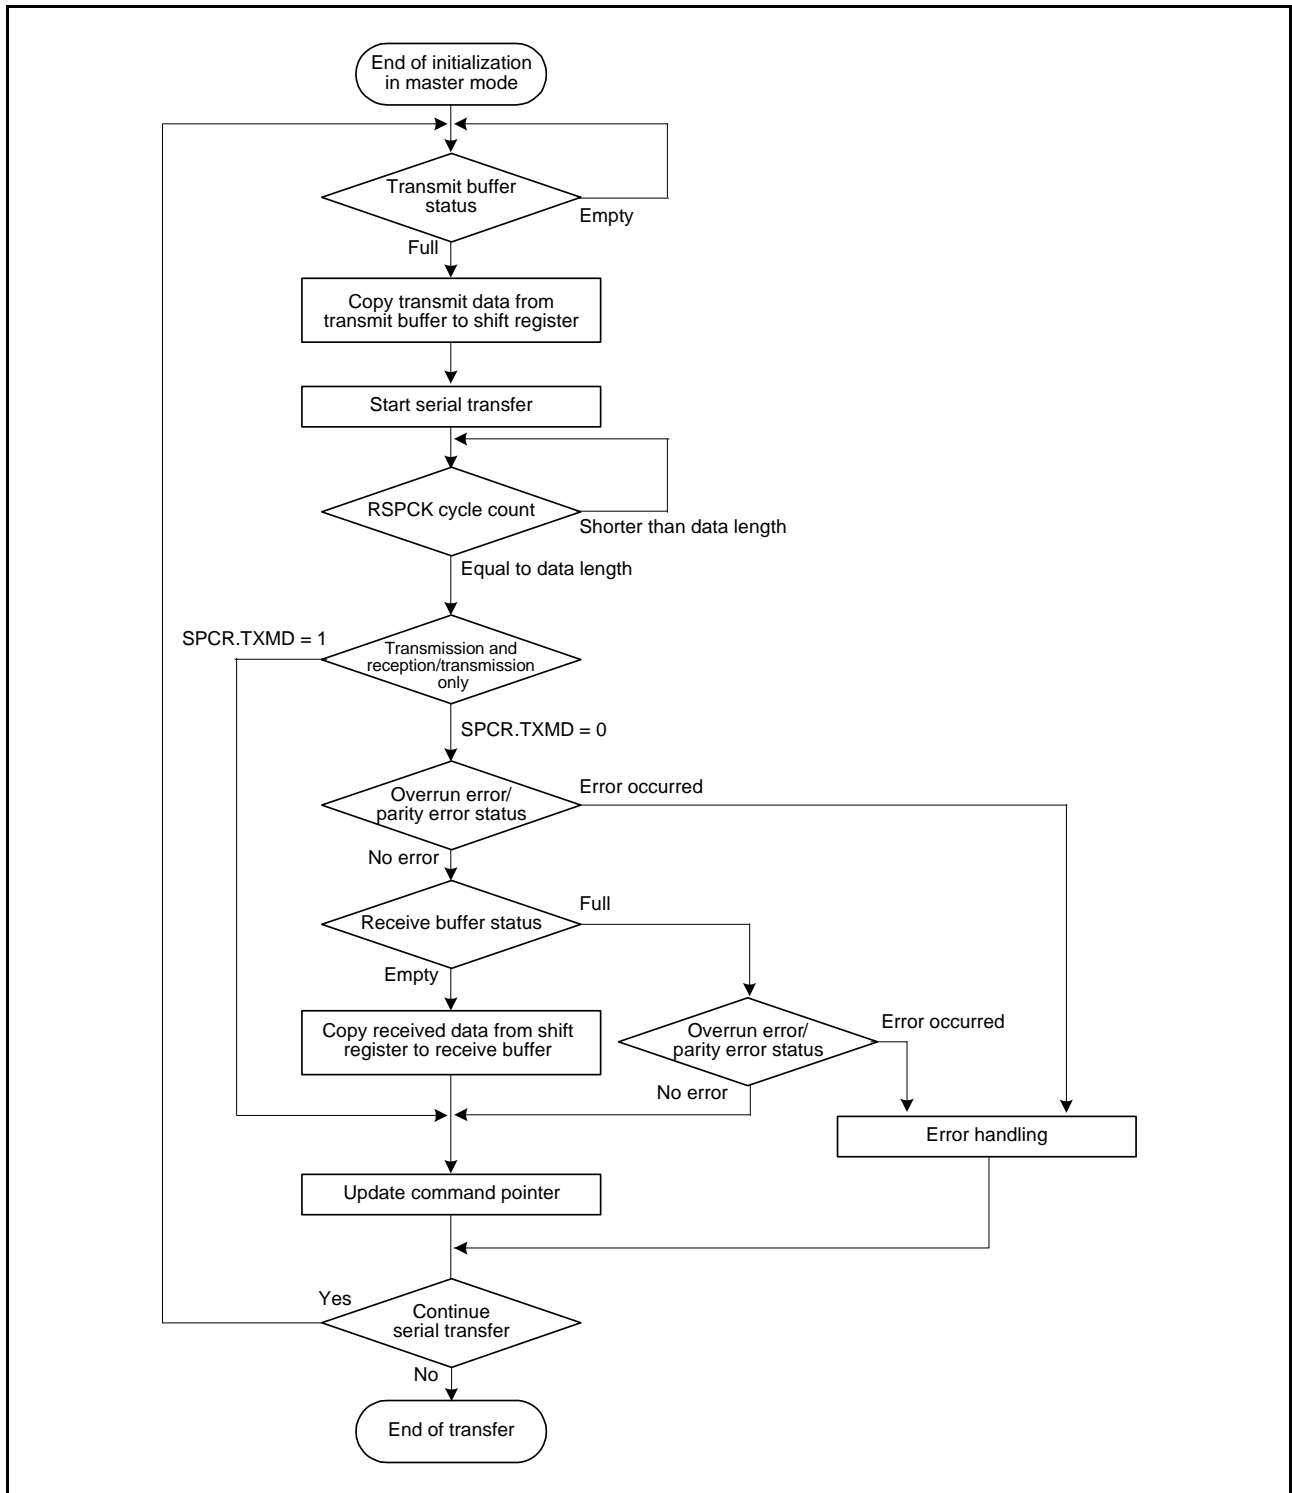 End of initialization
in master mode
Transmit buffer
status
Empty
Full
Copy transmit data from
transmit buffer to shift register
Start serial transfer
RSPCK cycle count
Shorter than data length
Equal to data length
SPCR.TXMD = 1
Transmission and
reception/transmission
only
SPCR.TXMD = 0
Error occurred
Overrun error/
parity error status
No error
Full
Receive buffer status
Empty
Copy received data from shift
register to receive buffer
Error occurred
Overrun error/
parity error status
No error
Error handling
Update command pointer
Yes
Continue
serial transfer
No
End of transfer